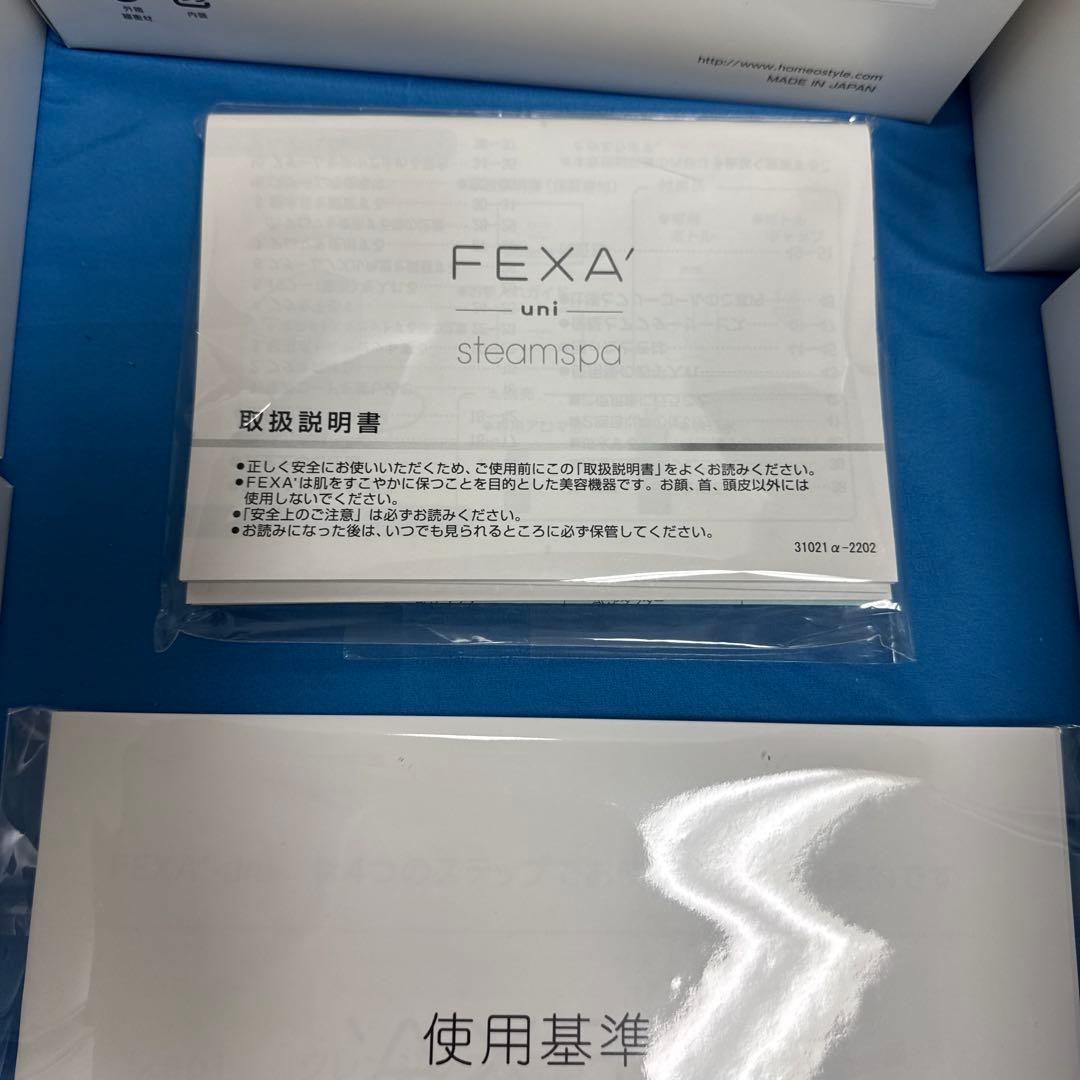 外箱
緩衝材
内装
http://www.homeostyle.com
MADE IN JAPAN
FEXA'
uni
steamspa
取扱説明書
●正しく安全にお使いいただくため、ご使用前にこの「取扱説明書」をよくお読みください。
●FEXA'は肌をすこやかに保つことを目的とした美容機器です。お顔、首、頭皮以外には
使用しないでください。
●「安全上のご注意」は必ずお読みください。
●お読みになった後は、いつでも見られるところに必ず保管してください。
31021α-2202
使用基準